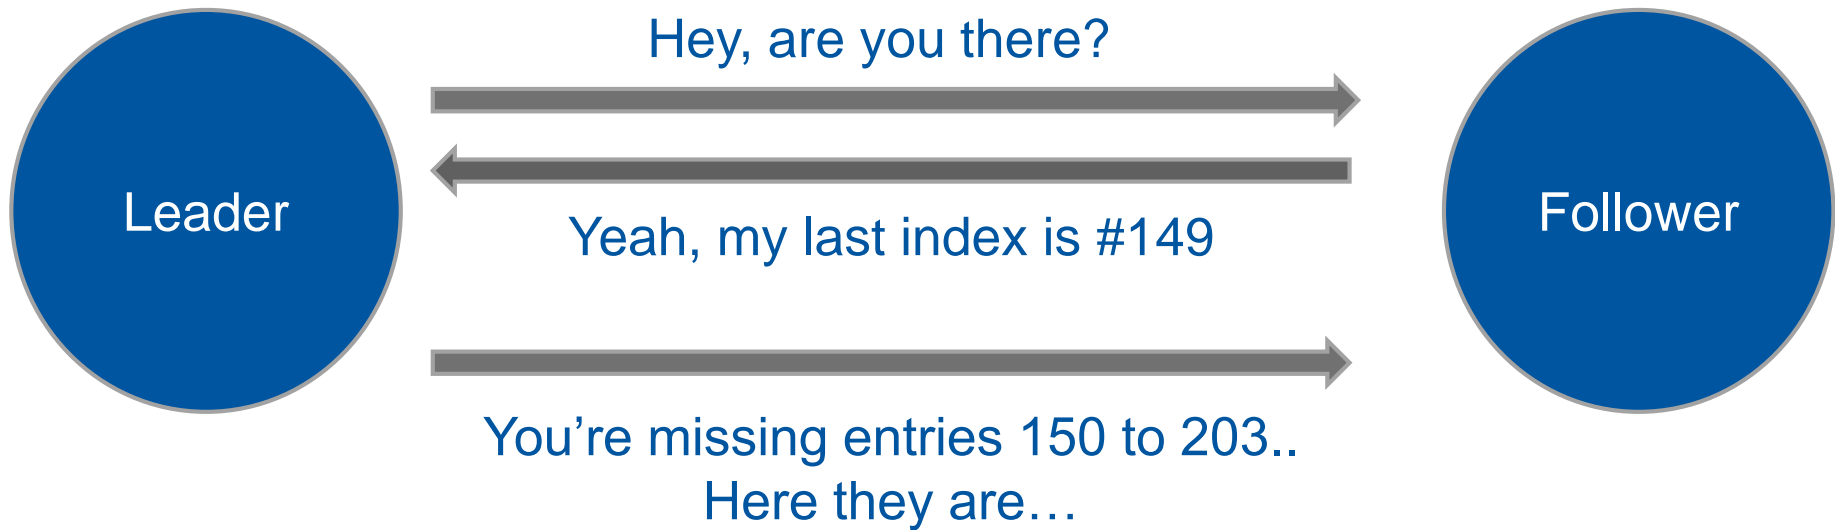 Hey, are you there?
Leader
Follower
Yeah, my last index is #149
You’re missing entries 150 to 203..
Here they are…